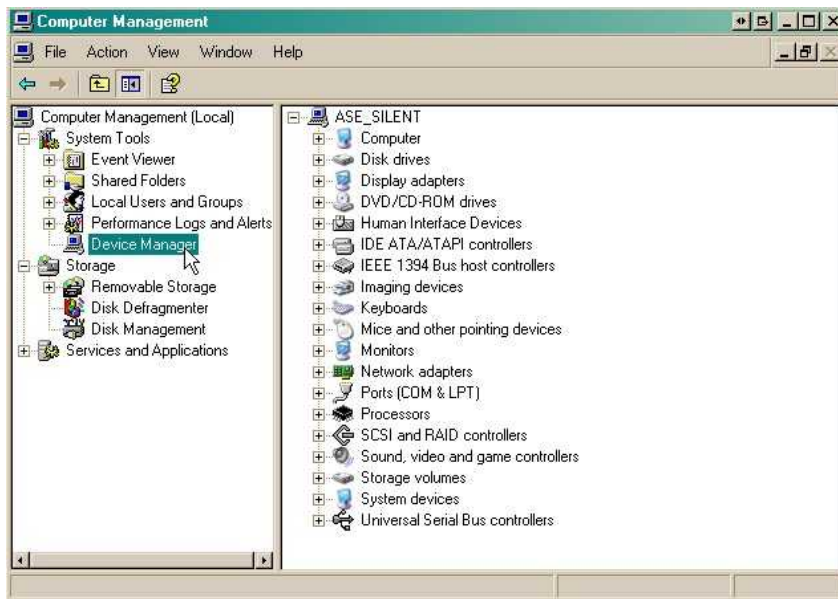 Computer Management
File Action View Window Help
Computer Management (Local)
System Tools
Event Viewer
Shared Folders
Local Users and Groups
Performance Logs and Alerts
Device Manager
Storage
Removable Storage
Disk Defragmenter
Disk Management
Services and Applications
ASE_SILENT
Computer
Disk drives
Display adapters
DVD/CD-ROM drives
Human Interface Devices
IDE ATA/ATAPI controllers
IEEE 1394 Bus host controllers
Imaging devices
Keyboards
Mice and other pointing devices
Monitors
Network adapters
Ports (COM & LPT)
Processors
SCSI and RAID controllers
Sound, video and game controllers
Storage volumes
System devices
Universal Serial Bus controllers